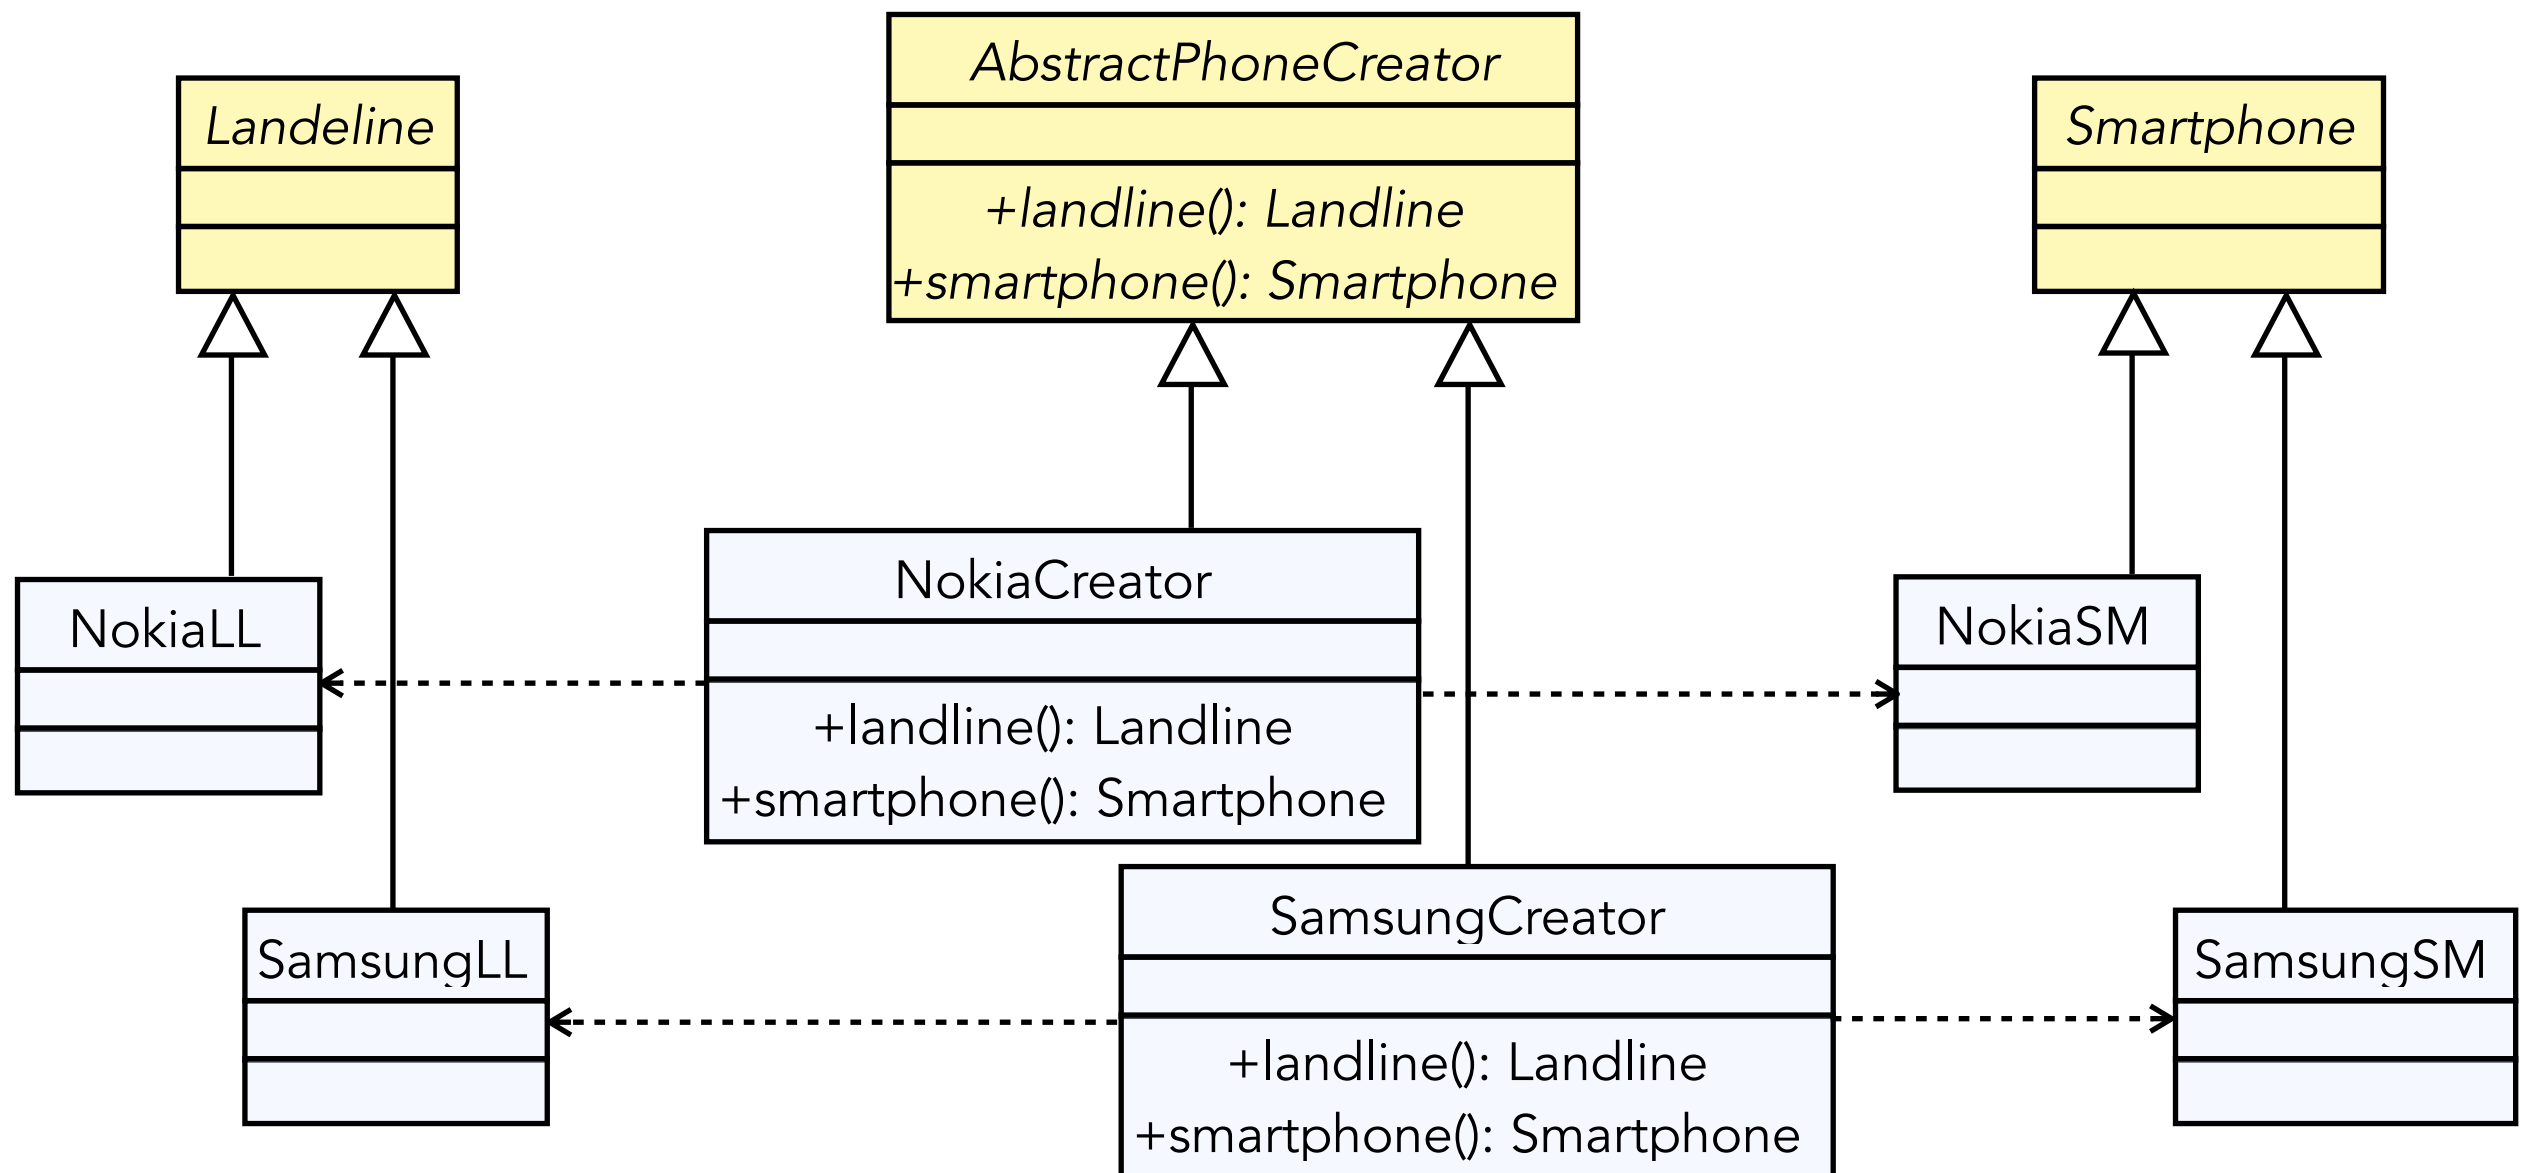 AbstractPhoneCreator
+landline(): Landline
+smartphone(): Smartphone
Landeline
Smartphone
NokiaCreator
+landline(): Landline
+smartphone(): Smartphone
NokiaLL
NokiaSM
SamsungCreator
+landline(): Landline
+smartphone(): Smartphone
SamsungLL
SamsungSM